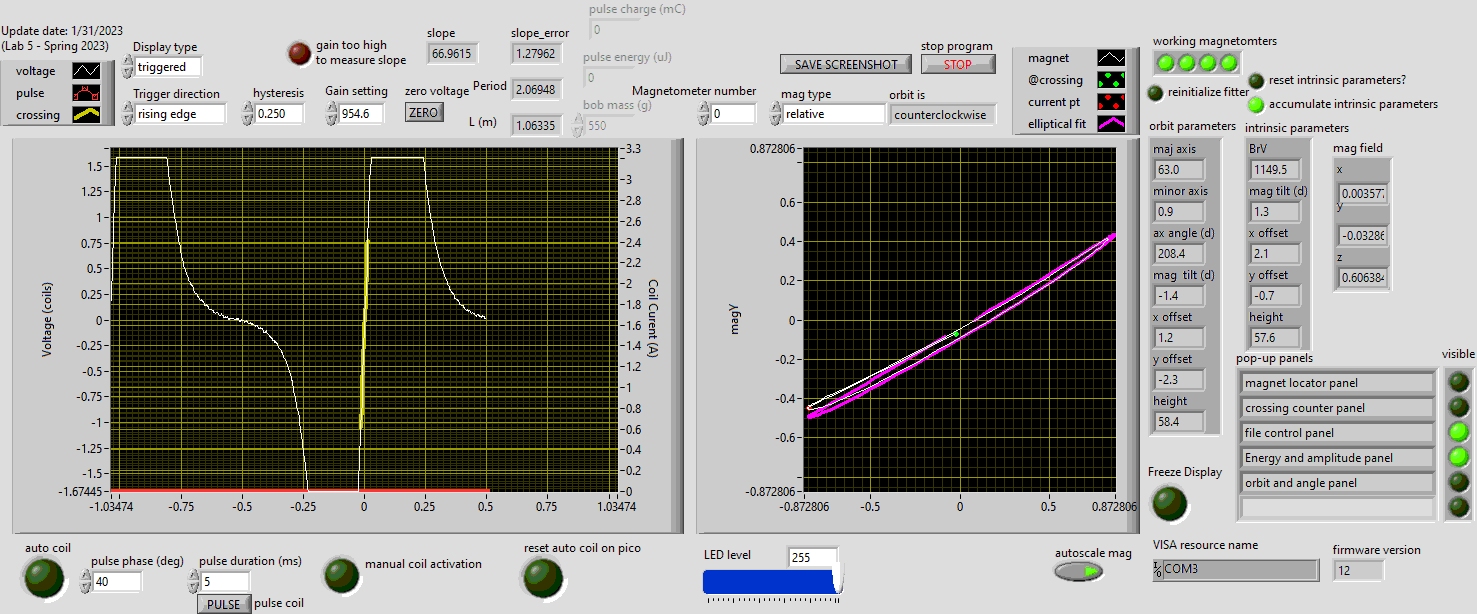 Update date: 1/31/2023
(Lab 5 - Spring 2023)
voltage
pulse
crossing
Display type
triggered
Trigger direction
rising edge
gain too high
to measure slope
hysteresis
0.250
Gain setting
954.6
zero voltage
ZERO
slope
66.9615
slope_error
1.27962
Period
2.06948
L (m)
1.06335
pulse charge (mC)
0
pulse energy (uJ)
0
bob mass (g)
550
Magnetometer number
0
SAVE SCREENSHOT
stop program
STOP
mag type
relative
orbit is
counterclockwise
magnet
@crossing
current pt
elliptical fit
working magnetomters
reinitialize fitter
reset intrinsic parameters?
accumulate intrinsic parameters
orbit parameters
maj axis
63.0
minor axis
0.9
ax angle (d)
208.4
mag tilt (d)
-1.4
x offset
1.2
y offset
-2.3
height
58.4
intrinsic parameters
BrV
1149.5
mag tilt (d)
1.3
x offset
2.1
y offset
-0.7
height
57.6
mag field
x
0.003577
y
-0.03286
z
0.606384
Voltage (coils)
1.5-
1.25-
1-
0.75-
0.5-
0.25-
0-
-0.25-
-0.5-
-0.75-
-1-
-1.25-
-1.5-
-1.67445-
-3.3
-3
-2.8
-2.6
-2.4
-2.2
-2
-1.8
-1.6
-1.4
-1.2
-1
-0.8
-0.6
-0.4
-0.2
-0
Coil Curent (A)
-1.03474 -0.75 -0.5 -0.25 0 0.25 0.5 0.75 1.03474
magy
0.872806-
0.6-
0.4-
0.2-
0-
-0.2-
-0.4-
-0.6-
-0.872806-
-0.872806 -0.5 0 0.5 0.872806
pop-up panels
visible
magnet locator panel
crossing counter panel
file control panel
Energy and amplitude panel
orbit and angle panel
Freeze Display
auto coil
pulse phase (deg)
40
pulse duration (ms)
5
PULSE pulse coil
manual coil activation
reset auto coil on pico
LED level
255
autoscale mag
VISA resource name
I/0 COM3
firmware version
12